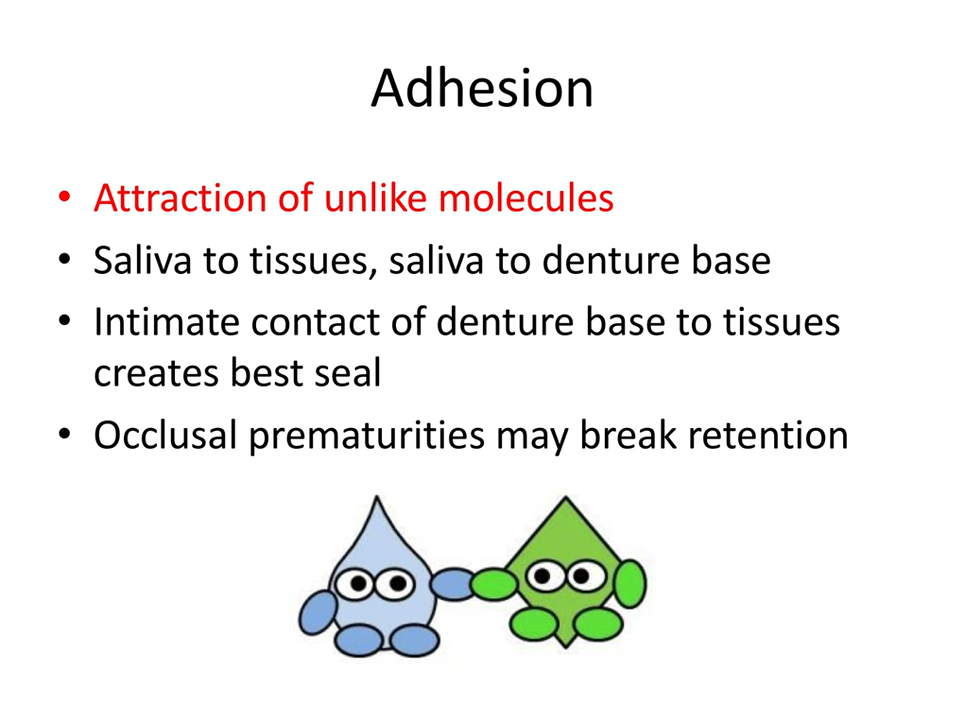 Adhesion
• Attraction of unlike molecules
• Saliva to tissues, saliva to denture base
• Intimate contact of denture base to tissues
creates best seal
• Occlusal prematurities may break retention